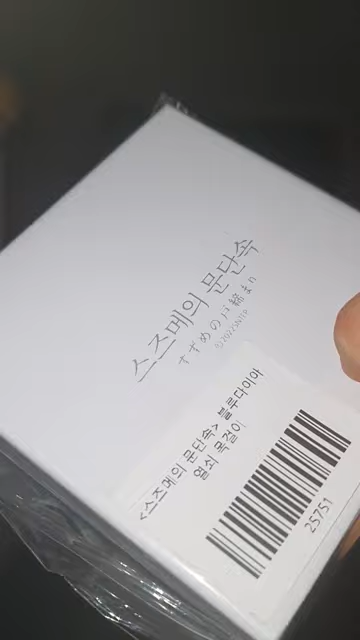 스즈메의 문단속
すずめの戸締まり
<스즈메의 문단속> 블루다이아
열쇠 목걸이
25751